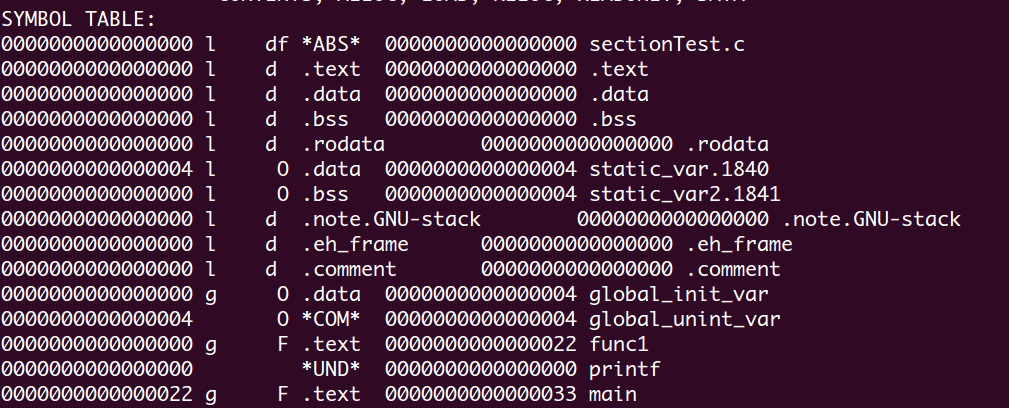 SYMBOL TABLE:
0000000000000000 l    df *ABS*  0000000000000000 sectionTest.c
0000000000000000 l    d  .text  0000000000000000 .text
0000000000000000 l    d  .data  0000000000000000 .data
0000000000000000 l    d  .bss   0000000000000000 .bss
0000000000000000 l    d  .rodata        0000000000000000 .rodata
0000000000000004 l     O .data  0000000000000004 static_var.1840
0000000000000000 l     O .bss   0000000000000004 static_var2.1841
0000000000000000 l    d  .note.GNU-stack        0000000000000000 .note.GNU-stack
0000000000000000 l    d  .eh_frame      0000000000000000 .eh_frame
0000000000000000 l    d  .comment       0000000000000000 .comment
0000000000000000 g     O .data  0000000000000004 global_init_var
0000000000000004       O *COM*  0000000000000004 global_unint_var
0000000000000000 g     F .text  0000000000000022 func1
0000000000000000         *UND*  0000000000000000 printf
0000000000000022 g     F .text  0000000000000033 main